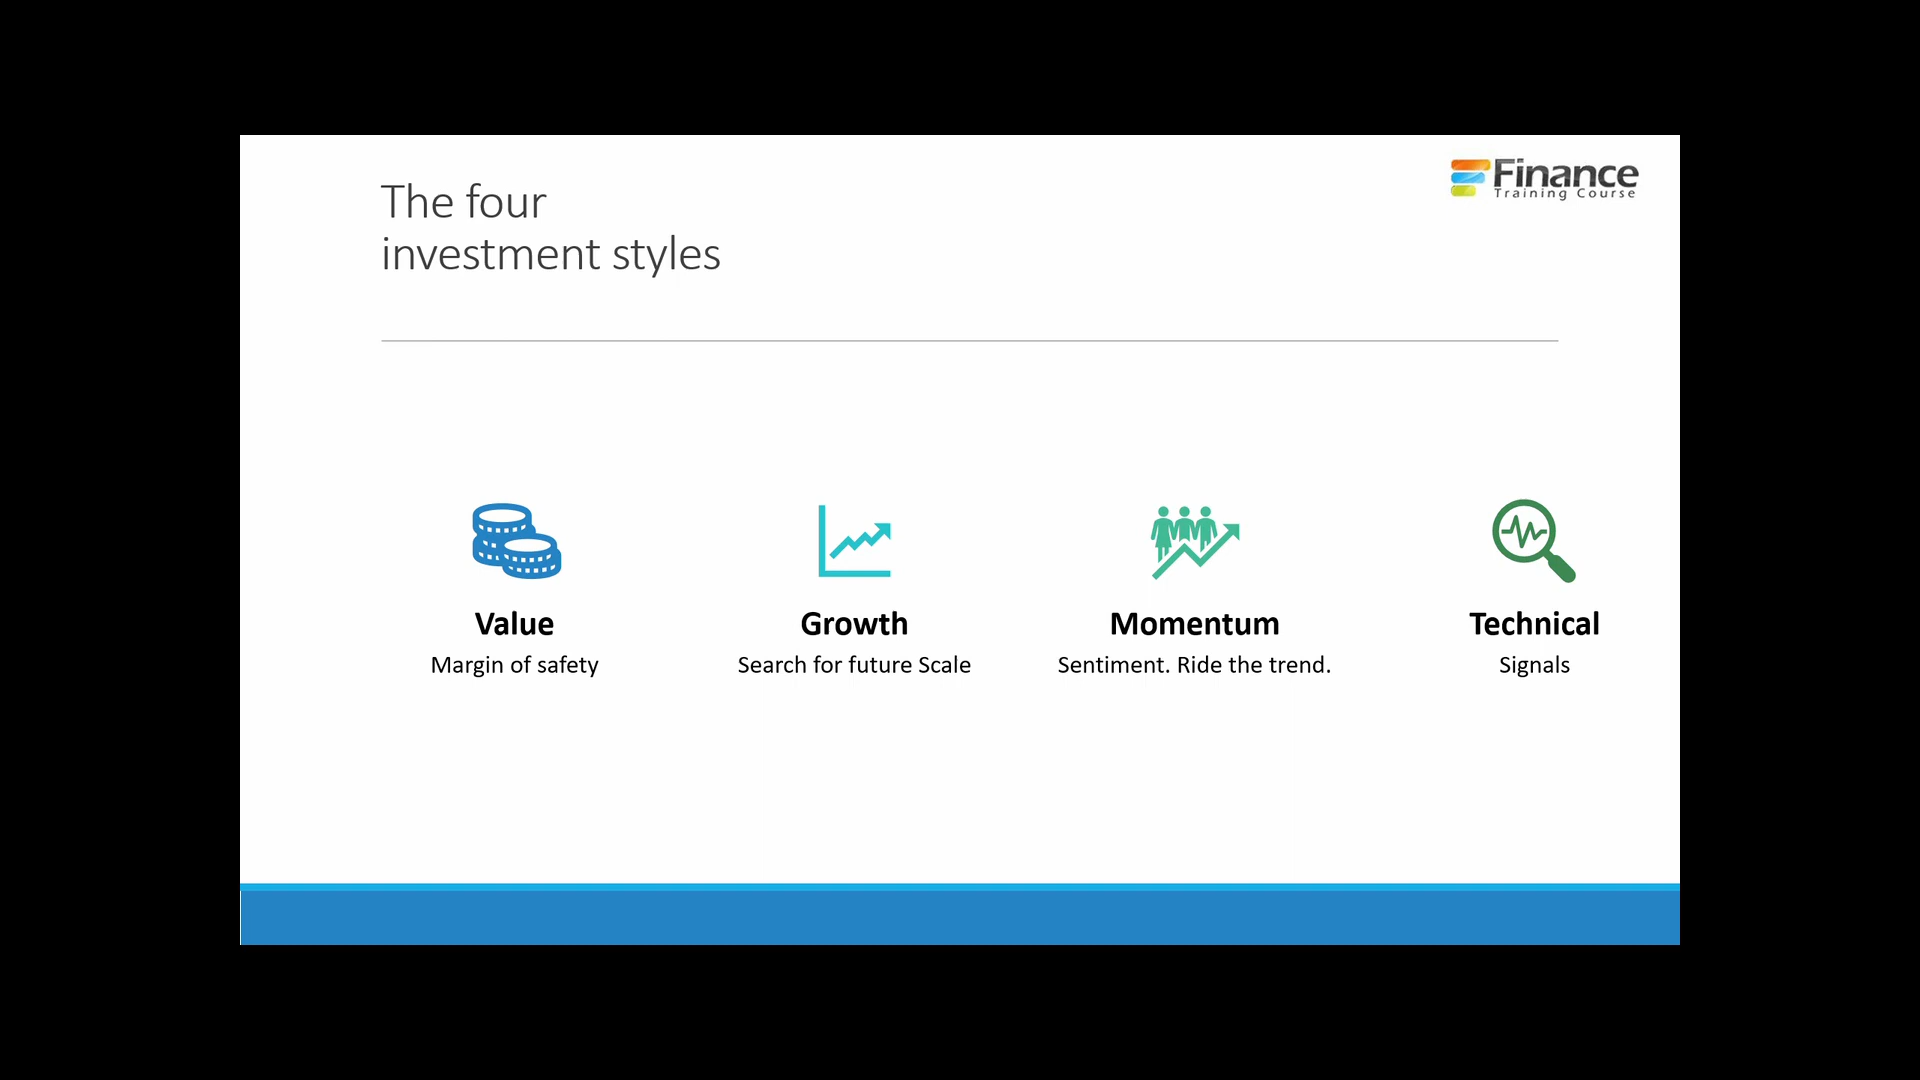 The four
investment styles
Finance
Training Course
Value
Margin of safety
Growth
Search for future Scale
Momentum
Sentiment. Ride the trend.
Technical
Signals